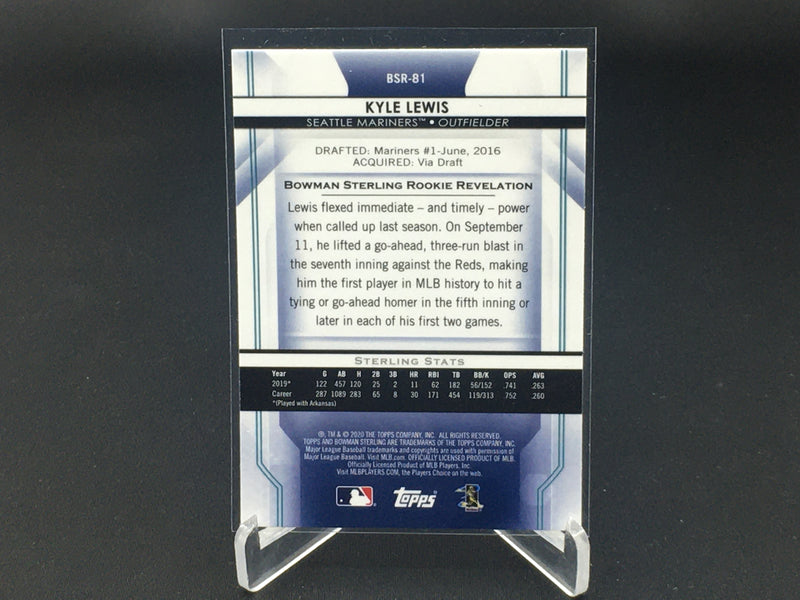 BSR-81
KYLE LEWIS
SEATTLE MARINERS™ • OUTFIELDER
DRAFTED: Mariners #1-June, 2016
ACQUIRED: Via Draft
BOWMAN STERLING ROOKIE REVELATION
Lewis flexed immediate – and timely – power
when called up last season. On September
11, he lifted a go-ahead, three-run blast in
the seventh inning against the Reds, making
him the first player in MLB history to hit a
tying or go-ahead homer in the fifth inning or
later in each of his first two games.
STERLING STATS
Year G AB H 2B 3B HR RBI TB BB/K OPS AVG
2019* 122 457 120 25 2 11 62 182 56/152 .741 .263
Career 287 1089 283 65 8 30 171 454 119/313 .752 .260
*(Played with Arkansas)
®, TM & © 2020 THE TOPPS COMPANY, INC. ALL RIGHTS RESERVED.
TOPPS AND BOWMAN STERLING ARE TRADEMARKS OF THE TOPPS COMPANY, INC.
Major League Baseball trademarks and copyrights are used with permission of
Major League Baseball. Visit MLB.com. OFFICIALLY LICENSED PRODUCT OF MLB.
Officially Licensed Product of MLB Players, Inc.
Visit MLBPLAYERS.COM, the Players Choice on the web.
topps